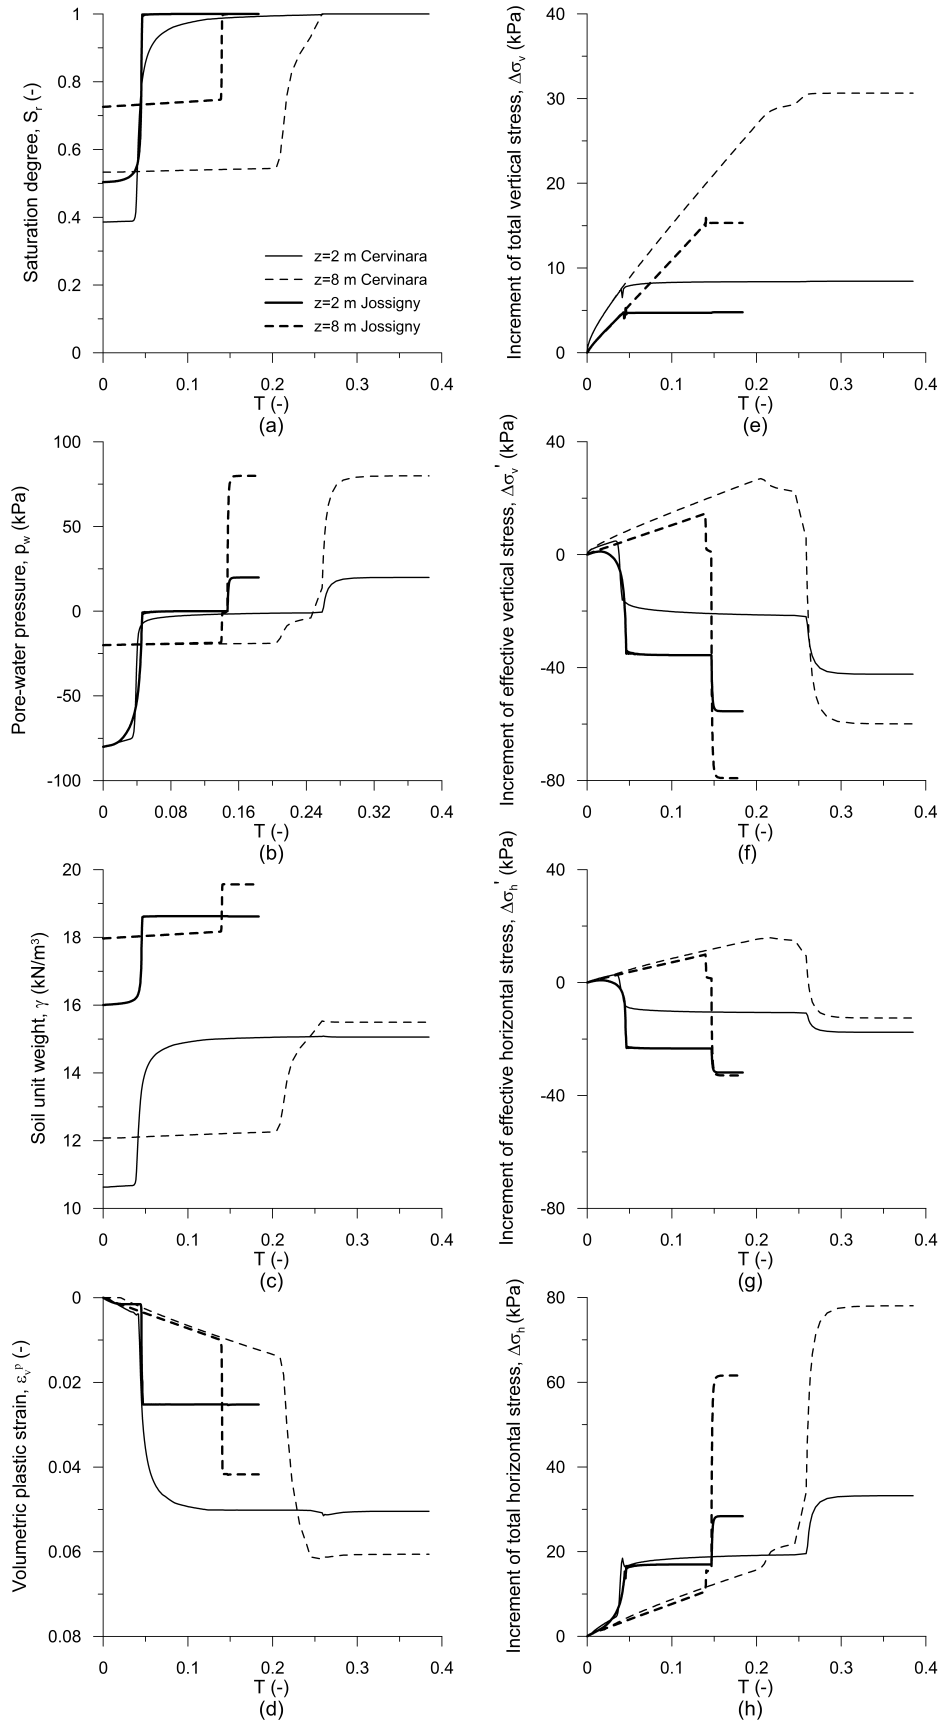 Saturation degree, Sr (-)
1
0.8
0.6
0.4
0.2
0
z=2 m Cervinara
z=8 m Cervinara
z=2 m Jossigny
z=8 m Jossigny
0 0.1 0.2 0.3 0.4
T (-)
(a)
Increment of total vertical stress, Δσv (kPa)
40
30
20
10
0
0 0.1 0.2 0.3 0.4
T (-)
(e)
Pore-water pressure, pw (kPa)
100
50
0
-50
-100
0 0.08 0.16 0.24 0.32 0.4
T (-)
(b)
Increment of effective vertical stress, Δσv' (kPa)
40
0
-40
-80
0 0.1 0.2 0.3 0.4
T (-)
(f)
Soil unit weight, γ (kN/m³)
20
18
16
14
12
10
0 0.1 0.2 0.3 0.4
T (-)
(c)
Increment of effective horizontal stress, Δσh' (kPa)
40
0
-40
-80
0 0.1 0.2 0.3 0.4
T (-)
(g)
Volumetric plastic strain, εvᵖ (-)
0
0.02
0.04
0.06
0.08
0 0.1 0.2 0.3 0.4
T (-)
(d)
Increment of total horizontal stress, Δσh (kPa)
80
60
40
20
0
0 0.1 0.2 0.3 0.4
T (-)
(h)